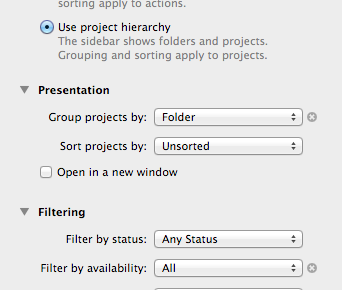 sorting apply to actions.
Use project hierarchy
The sidebar shows folders and projects.
Grouping and sorting apply to projects.
Presentation
Group projects by: Folder
Sort projects by: Unsorted
Open in a new window
Filtering
Filter by status: Any Status
Filter by availability: All